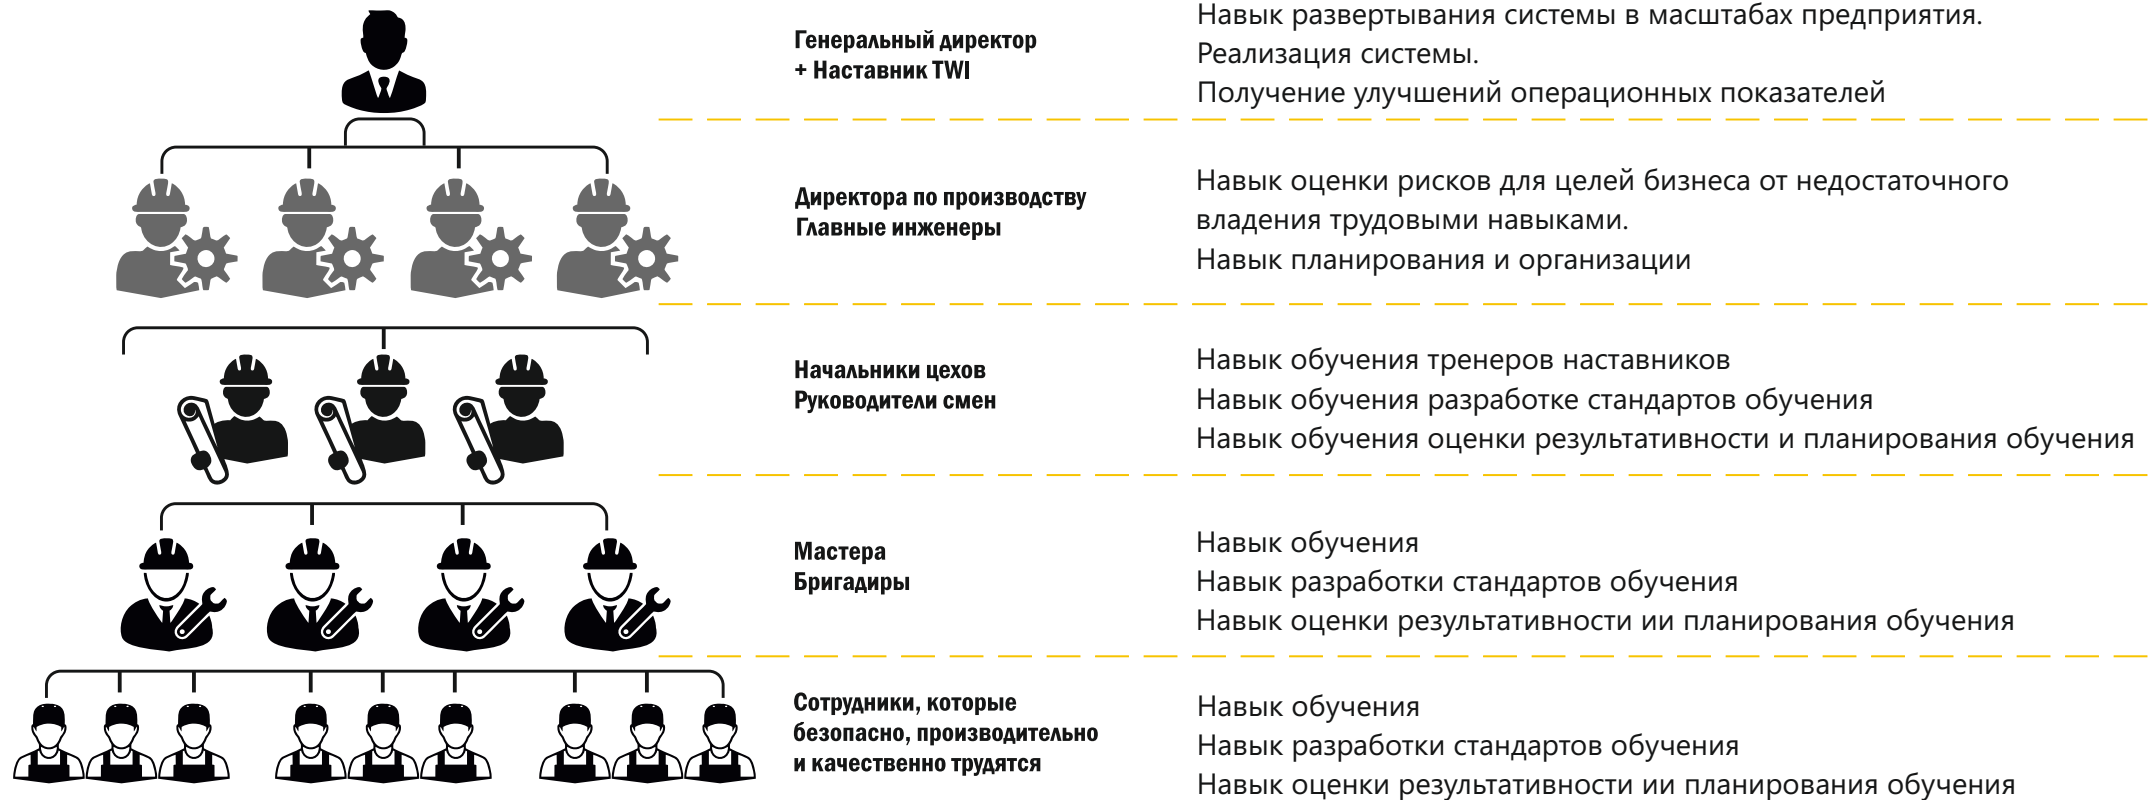 Генеральный директор
+ Наставник TWI
Навык развертывания системы в масштабах предприятия.
Реализация системы.
Получение улучшений операционных показателей
Директора по производству
Главные инженеры
Навык оценки рисков для целей бизнеса от недостаточного
владения трудовыми навыками.
Навык планирования и организации
Начальники цехов
Руководители смен
Навык обучения тренеров наставников
Навык обучения разработке стандартов обучения
Навык обучения оценки результативности и планирования обучения
Мастера
Бригадиры
Навык обучения
Навык разработки стандартов обучения
Навык оценки результативности ии планирования обучения
Сотрудники, которые
безопасно, производительно
и качественно трудятся
Навык обучения
Навык разработки стандартов обучения
Навык оценки результативности ии планирования обучения